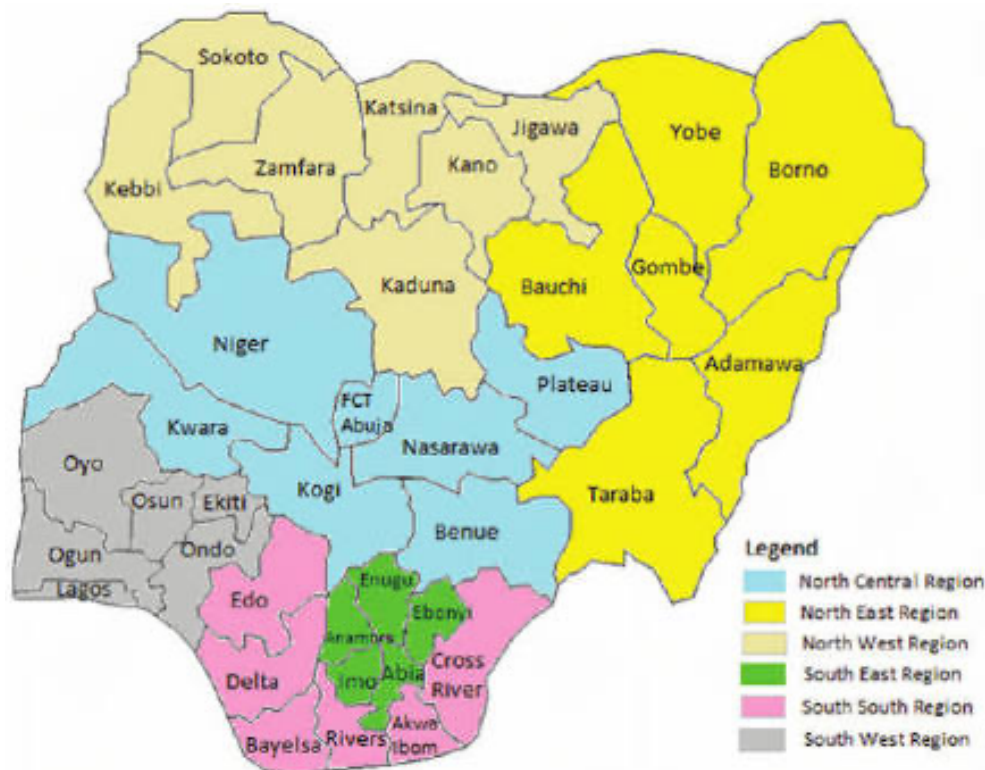 Sokoto
Katsina
Jigawa
Yobe
Kano
Borno
Zamfara
Kebbi
Gombe
Kaduna
Bauchi
Niger
Adamawa
Plateau
FCT
Abuja
Kwara
Nasarawa
Oyo
Kogi
Taraba
Osun
Ekiti
Benue
Ondo
Ogun
Lagos
Enugu
Edo
Ebonyi
Anambra
Cross
River
Abia
Imo
Delta
Akwa
Ibom
Bayelsa
Rivers
Legend
North Central Region
North East Region
North West Region
South East Region
South South Region
South West Region